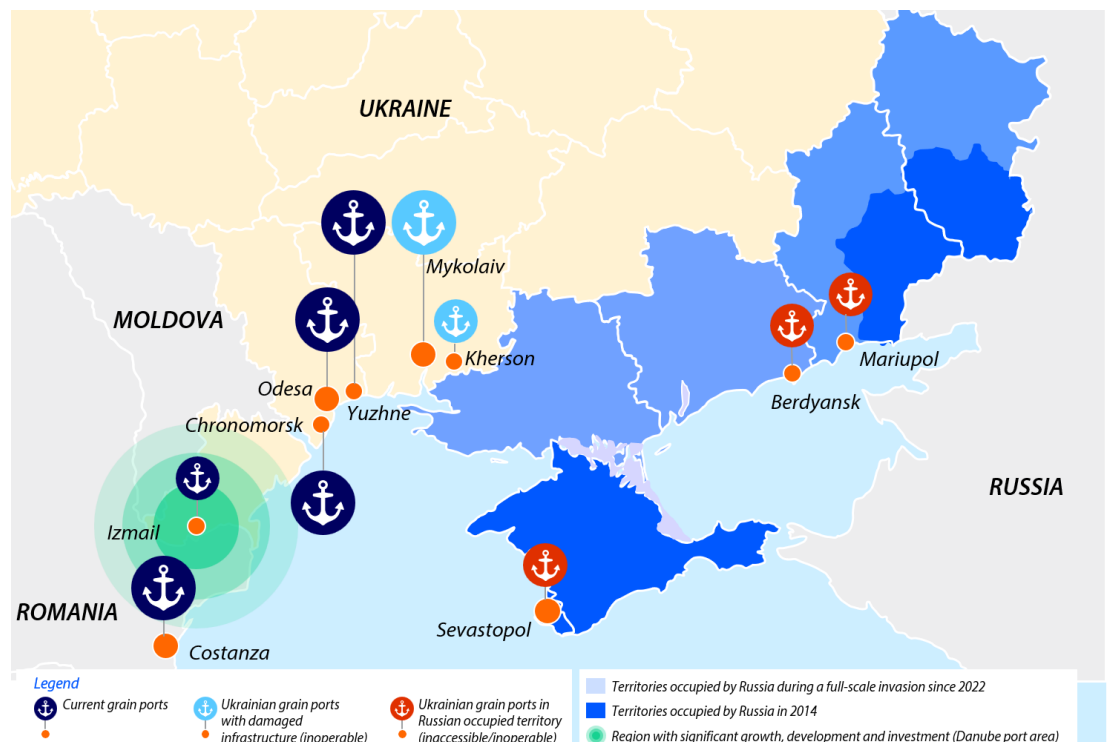 UKRAINE
Mykolaiv
MOLDOVA
Kherson
Mariupol
Odesa
Yuzhne
Berdyansk
Chronomorsk
RUSSIA
Izmail
ROMANIA
Sevastopol
Costanza
Legend
Current grain ports
Ukrainian grain ports
with damaged
infrastructure (inoperable)
Ukrainian grain ports in
Russian occupied territory
(inaccessible/inoperable)
Territories occupied by Russia during a full-scale invasion since 2022
Territories occupied by Russia in 2014
Region with significant growth, development and investment (Danube port area)